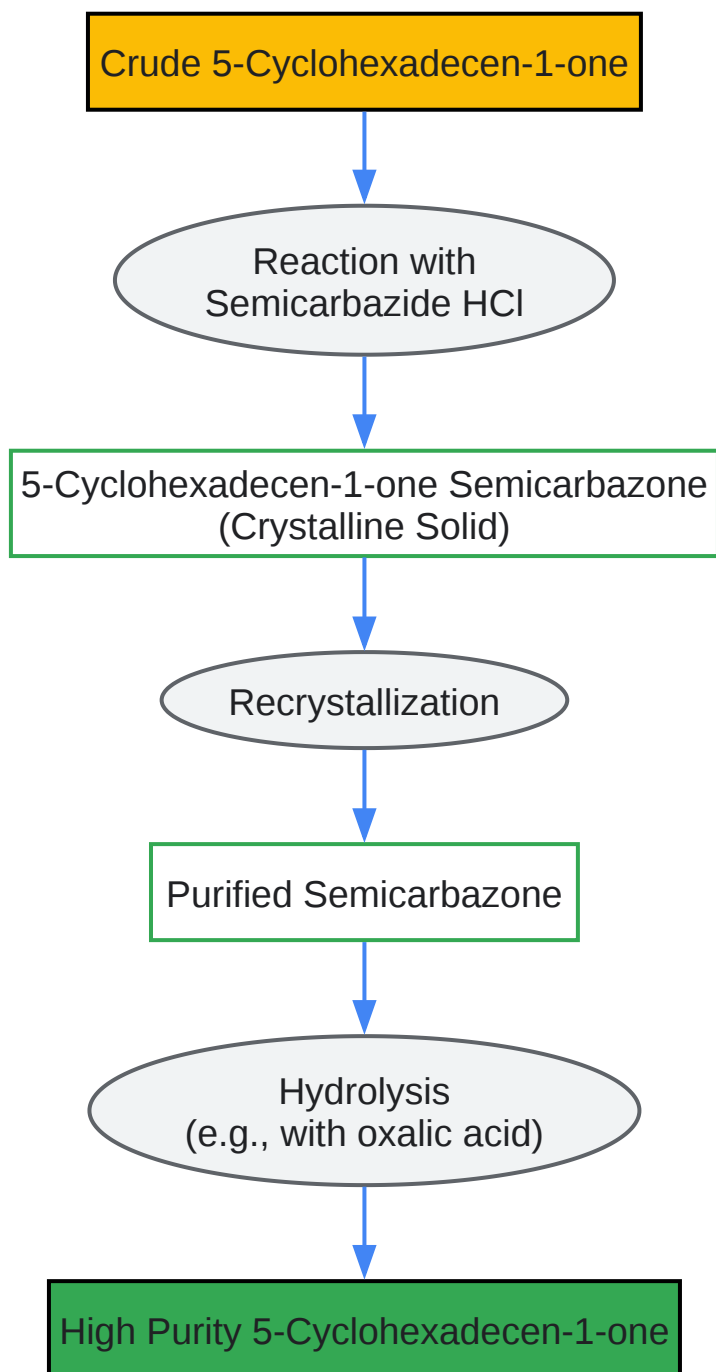 Crude 5-Cyclohexadecen-1-one
Reaction with
Semicarbazide HCl
5-Cyclohexadecen-1-one Semicarbazone
(Crystalline Solid)
Recrystallization
Purified Semicarbazone
Hydrolysis
(e.g., with oxalic acid)
High Purity 5-Cyclohexadecen-1-one